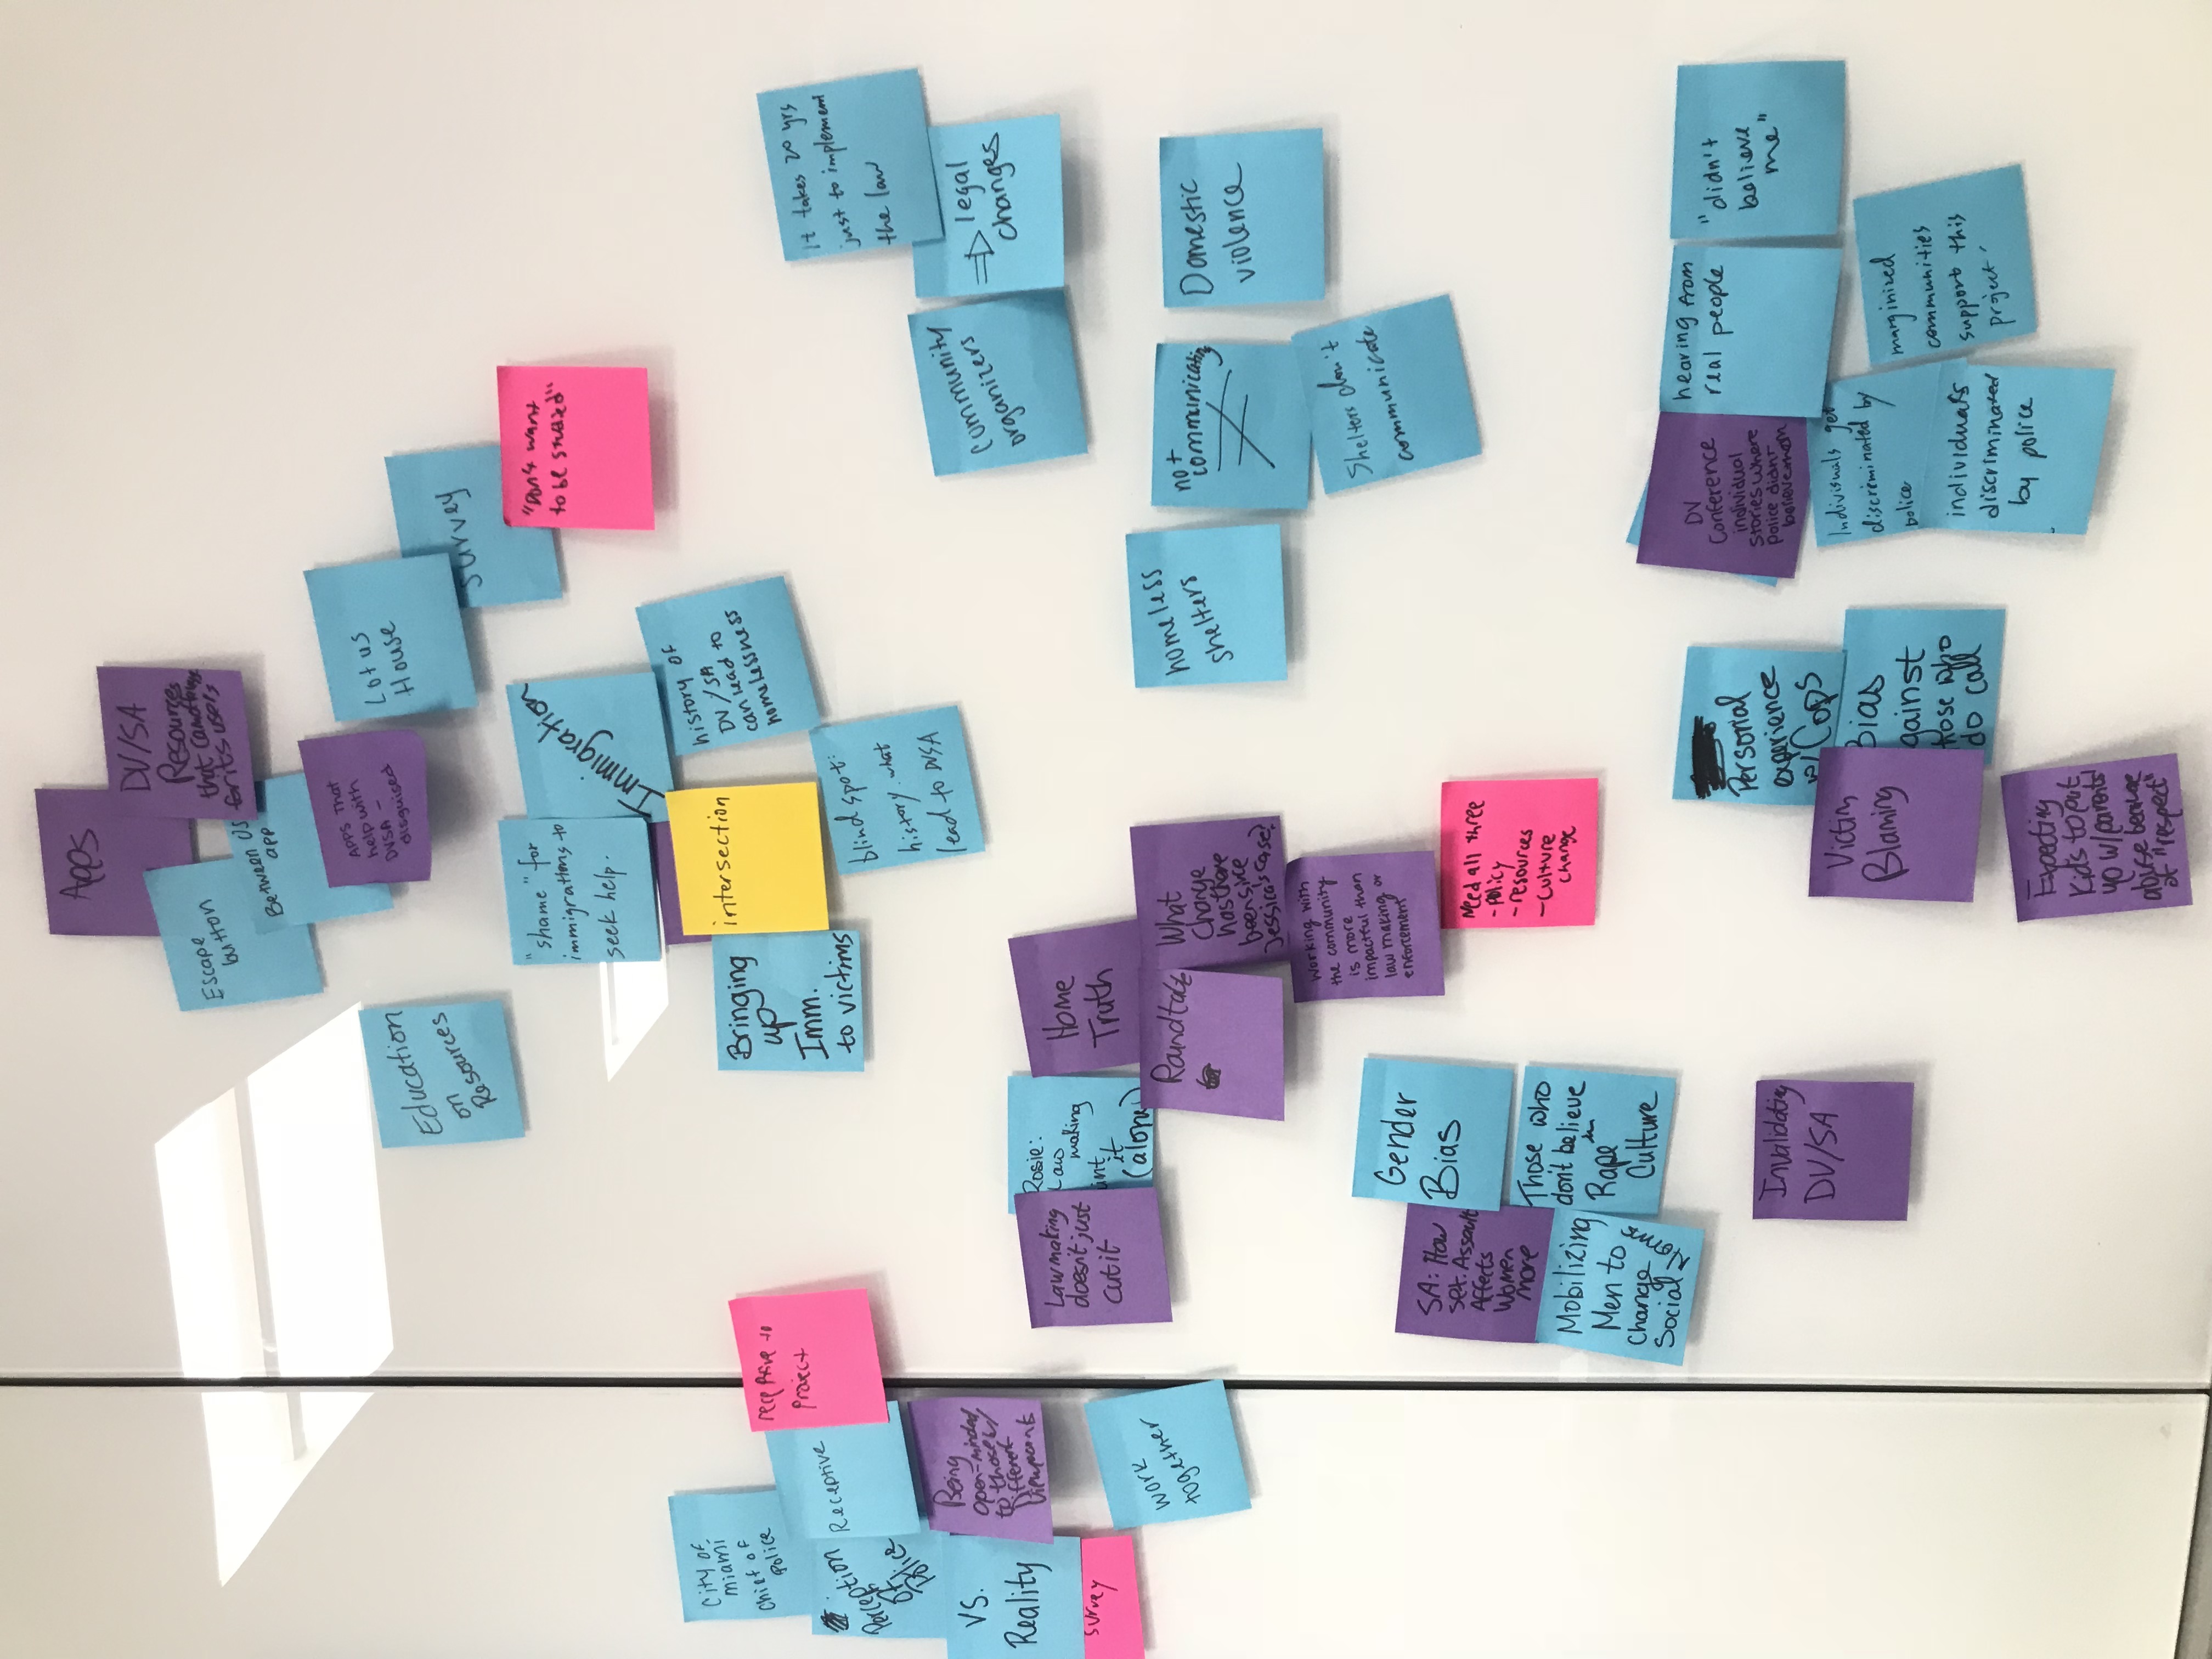 Apps
DV/SA
Resources
that camoflauge
for its users
Escape
button
Between Us
app
APPS That
help with
DVSA -
disguised
Lotus
House
survey
"Don't want
to be studied"
Education
on
Resources
"shame" for
immigrations to
seek help.
Immigration
intersection
Bringing
up
Imm.
to victims
history of
DV/SA
can lead to
homelessness
blind spot:
history what
lead to DVSA
City of
miami
Chief of
Police
Perception
of
Police
Receptive
receptive to
project
VS.
Reality
Being
open-minded
to those w/
Different
Viewpoints
survey
work
together
It takes 20 yrs
just to implement
the law
community
organizers
⇒ legal
changes
Lawmaking
doesn't just
cut it
Rosie:
Law
making
it
(alone)
Home
Truth
Roundtable
What
change
has there
been since
Jessica's case?
Working with
the community
is more
impactful than
law making or
enforcement
Need all three
- Policy
- resources
- Culture
change
homeless
shelters
not
communicating
Domestic
violence
Shelters don't
communicate
SA: How
sex. Assault
Affects
Women
more
Gender
Bias
Mobilizing
Men to
Change
Social Norms
Those who
don't believe
in
Rape
Culture
Invalidating
DV/SA
Personal
experience
w/ Cops
Victim
Blaming
Bias
gainst
hose who
do call
Expecting
Kids to put
up w/parents'
abuse because
of "respect"
DV
Conference
individual
stories where
police didn't
believe them
hearing from
real people
"didn't
believe
me"
Indivisuals get
discriminated by
police
individuals
discriminated
by police
marginized
communities
support this
project